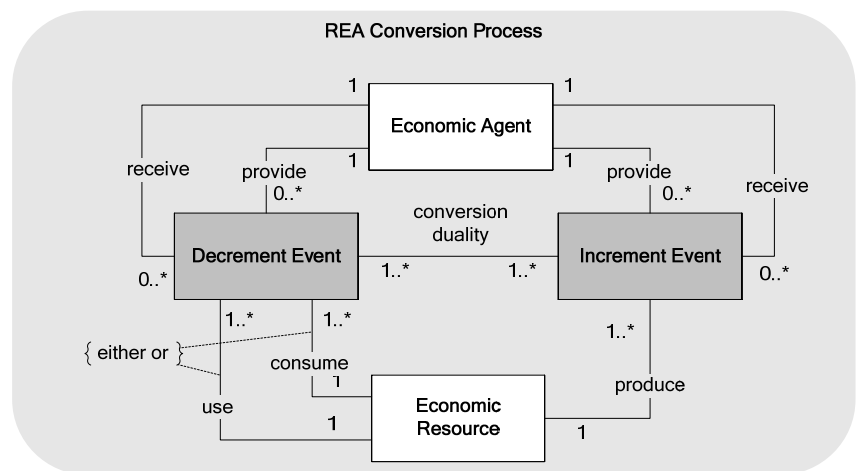 REA Conversion Process
1
1
Economic Agent
receive
1
1
provide
provide
receive
0..*
0..*
conversion
duality
Decrement Event
Increment Event
0..*
1..*
1..*
0..*
1..*
1..*
1..*
{ either or }
consume
1
produce
use
Economic
Resource
1
1